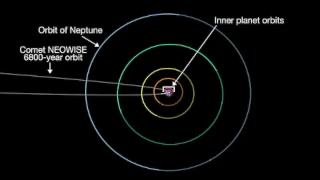 Inner planet orbits
Orbit of Neptune
Comet NEOWISE
6800-year orbit